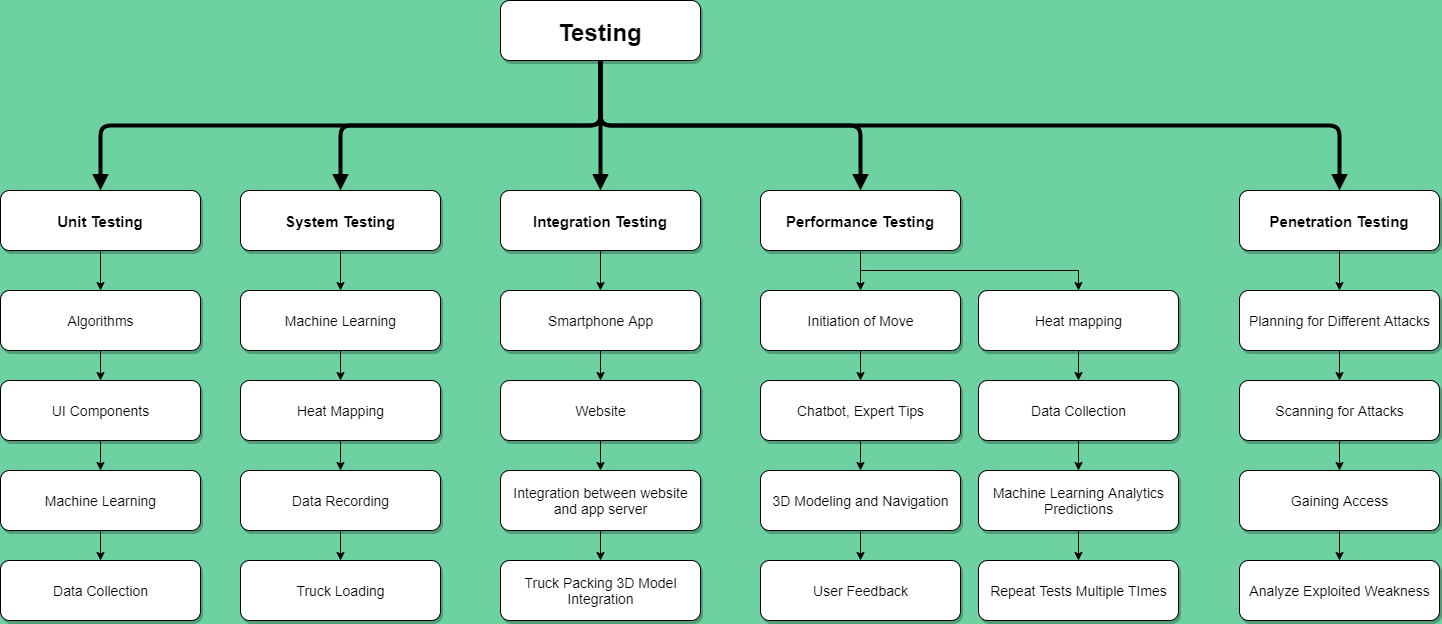 Testing
Unit Testing
System Testing
Integration Testing
Performance Testing
Penetration Testing
Algorithms
Machine Learning
Smartphone App
Initiation of Move
Heat mapping
Planning for Different Attacks
UI Components
Heat Mapping
Website
Chatbot, Expert Tips
Data Collection
Scanning for Attacks
Machine Learning
Data Recording
Integration between website
and app server
3D Modeling and Navigation
Machine Learning Analytics
Predictions
Gaining Access
Data Collection
Truck Loading
Truck Packing 3D Model
Integration
User Feedback
Repeat Tests Multiple TImes
Analyze Exploited Weakness